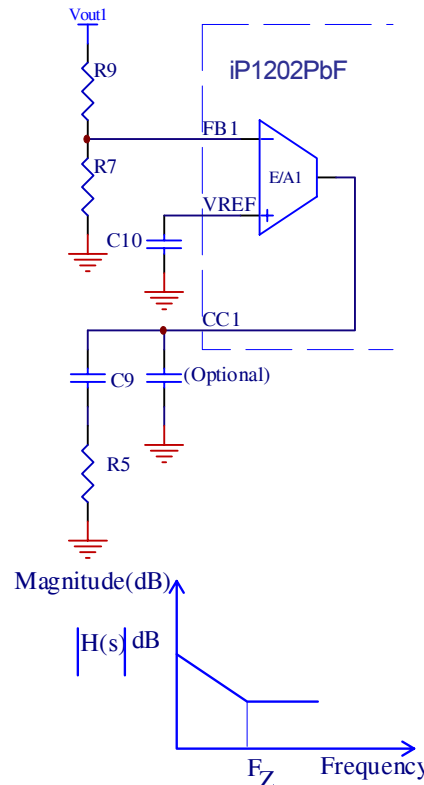 Vout1
R9
iP1202PbF
FB1
R7
E/A1
VREF
C10
CC1
C9
(Optional)
R5
Magnitude(dB)
|H(s)| dB
FZ
Frequency